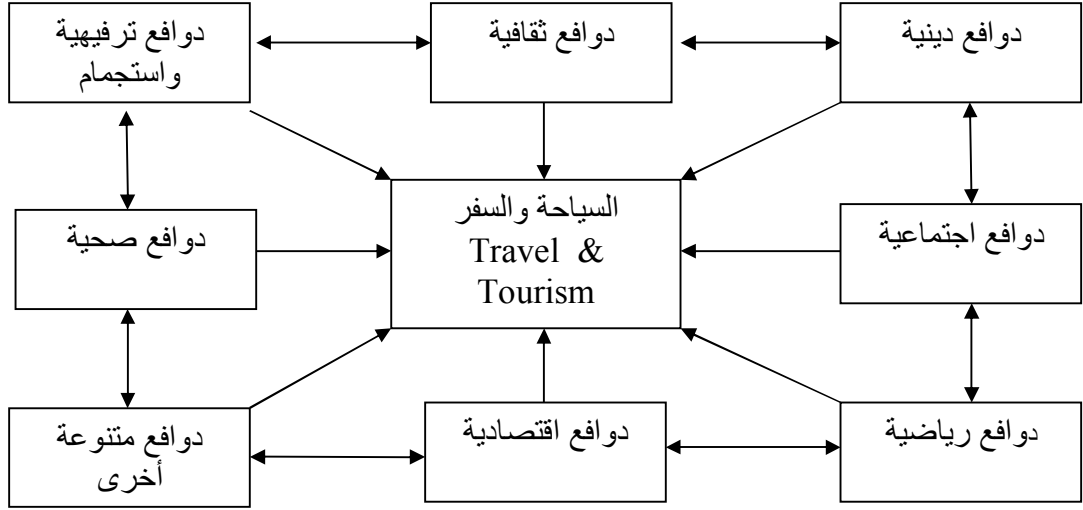 دوافع دينية
دوافع ثقافية
دوافع ترفيهية
واستجمام
دوافع اجتماعية
السياحة والسفر
Travel &
Tourism
دوافع صحية
دوافع رياضية
دوافع اقتصادية
دوافع متنوعة
أخرى